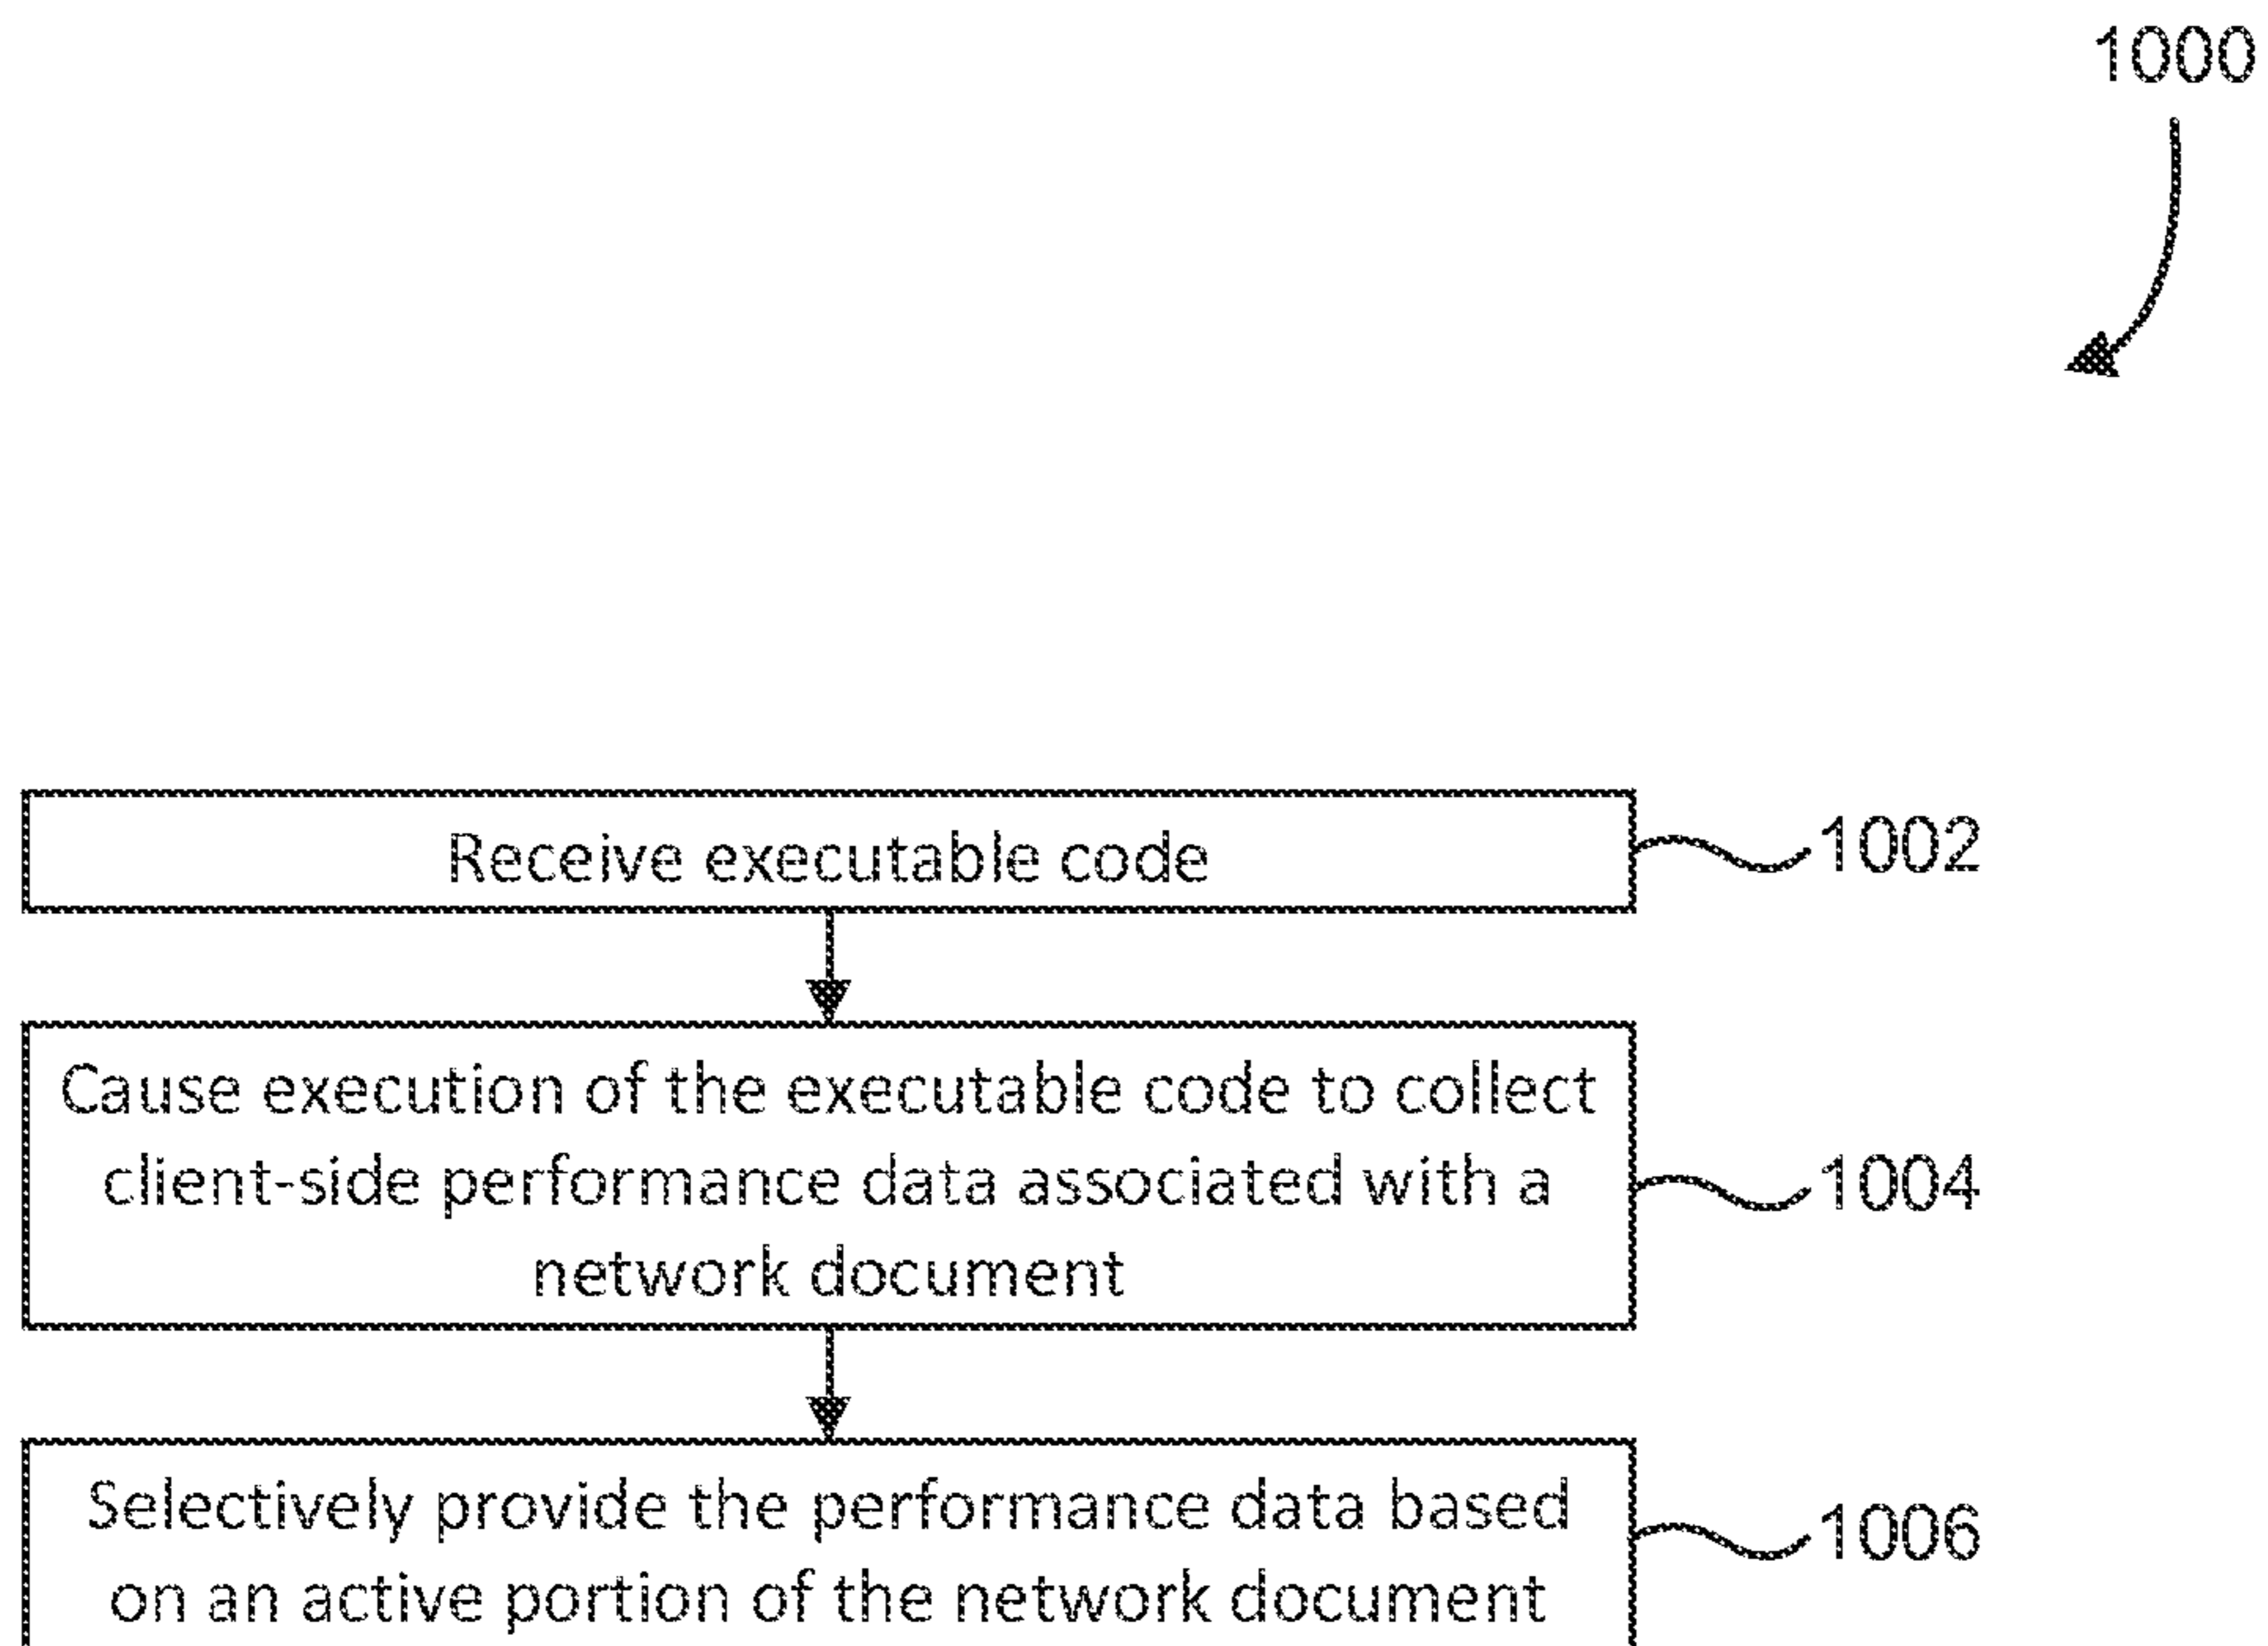 1000
Receive executable code
1002
Cause execution of the executable code to collect
client-side performance data associated with a
network document
1004
Selectively provide the performance data based
on an active portion of the network document
1006